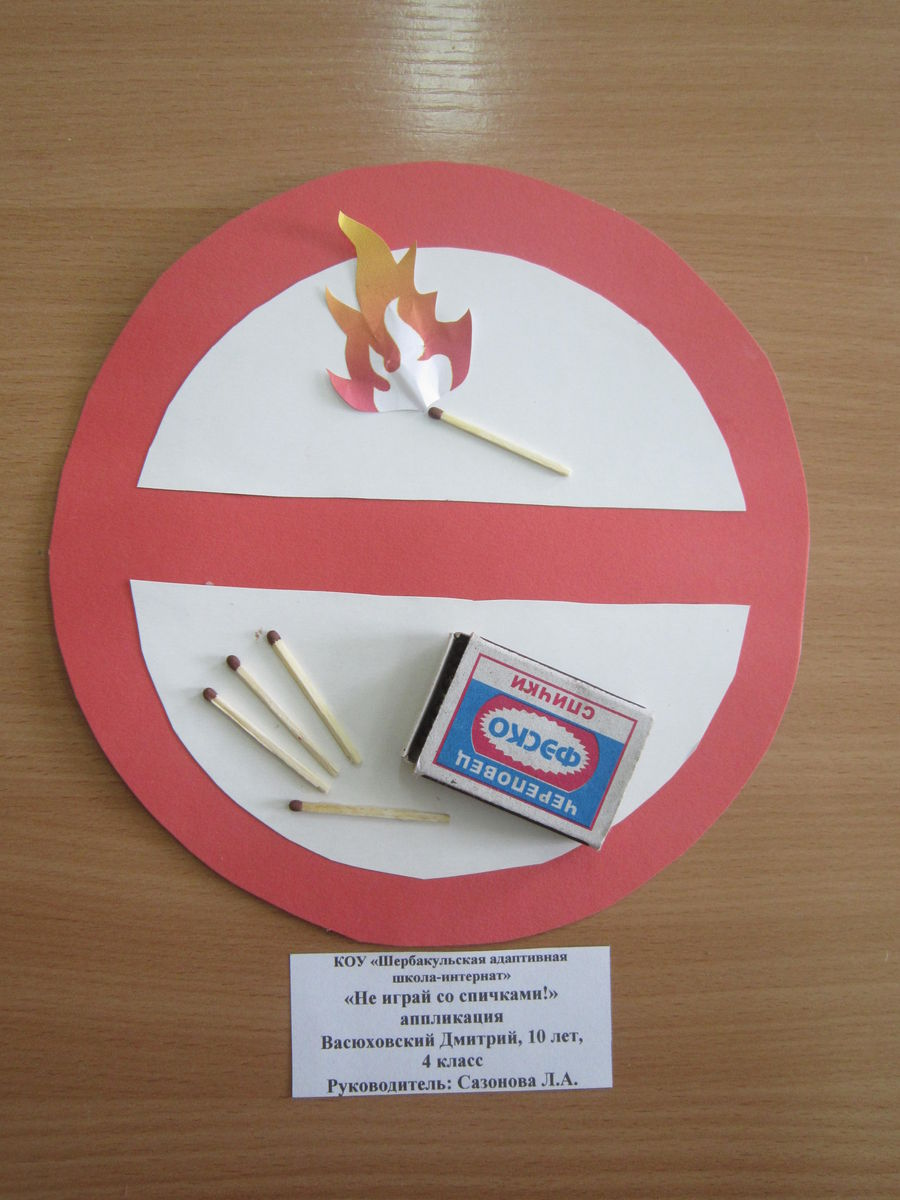 СПИЧКИ
ФЭСКО
ЧЕРЕПОВЕЦ
КОУ «Шербакульская адаптивная
школа-интернат»
«Не играй со спичками!»
аппликация
Васюховский Дмитрий, 10 лет,
4 класс
Руководитель: Сазонова Л.А.